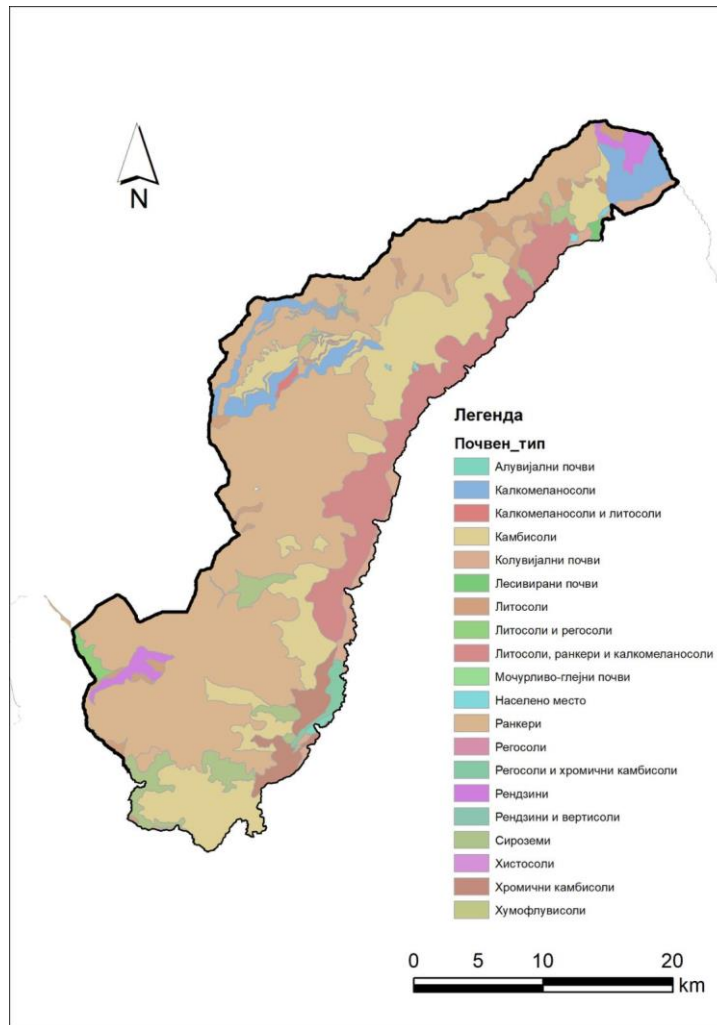 N
Легенда
Почвен_тип
Алувијални почви
Калкомеланосоли
Калкомеланосоли и литосоли
Камбисоли
Колувијални почви
Лесивирани почви
Литосоли
Литосоли и регосоли
Литосоли, ранкери и калкомеланосоли
Мочурливо-глејни почви
Населено место
Ранкери
Регосоли
Регосоли и хромични камбисоли
Рендзини
Рендзини и вертисоли
Сироземи
Хистосоли
Хромични камбисоли
Хумофлувисоли
0 5 10 20
km